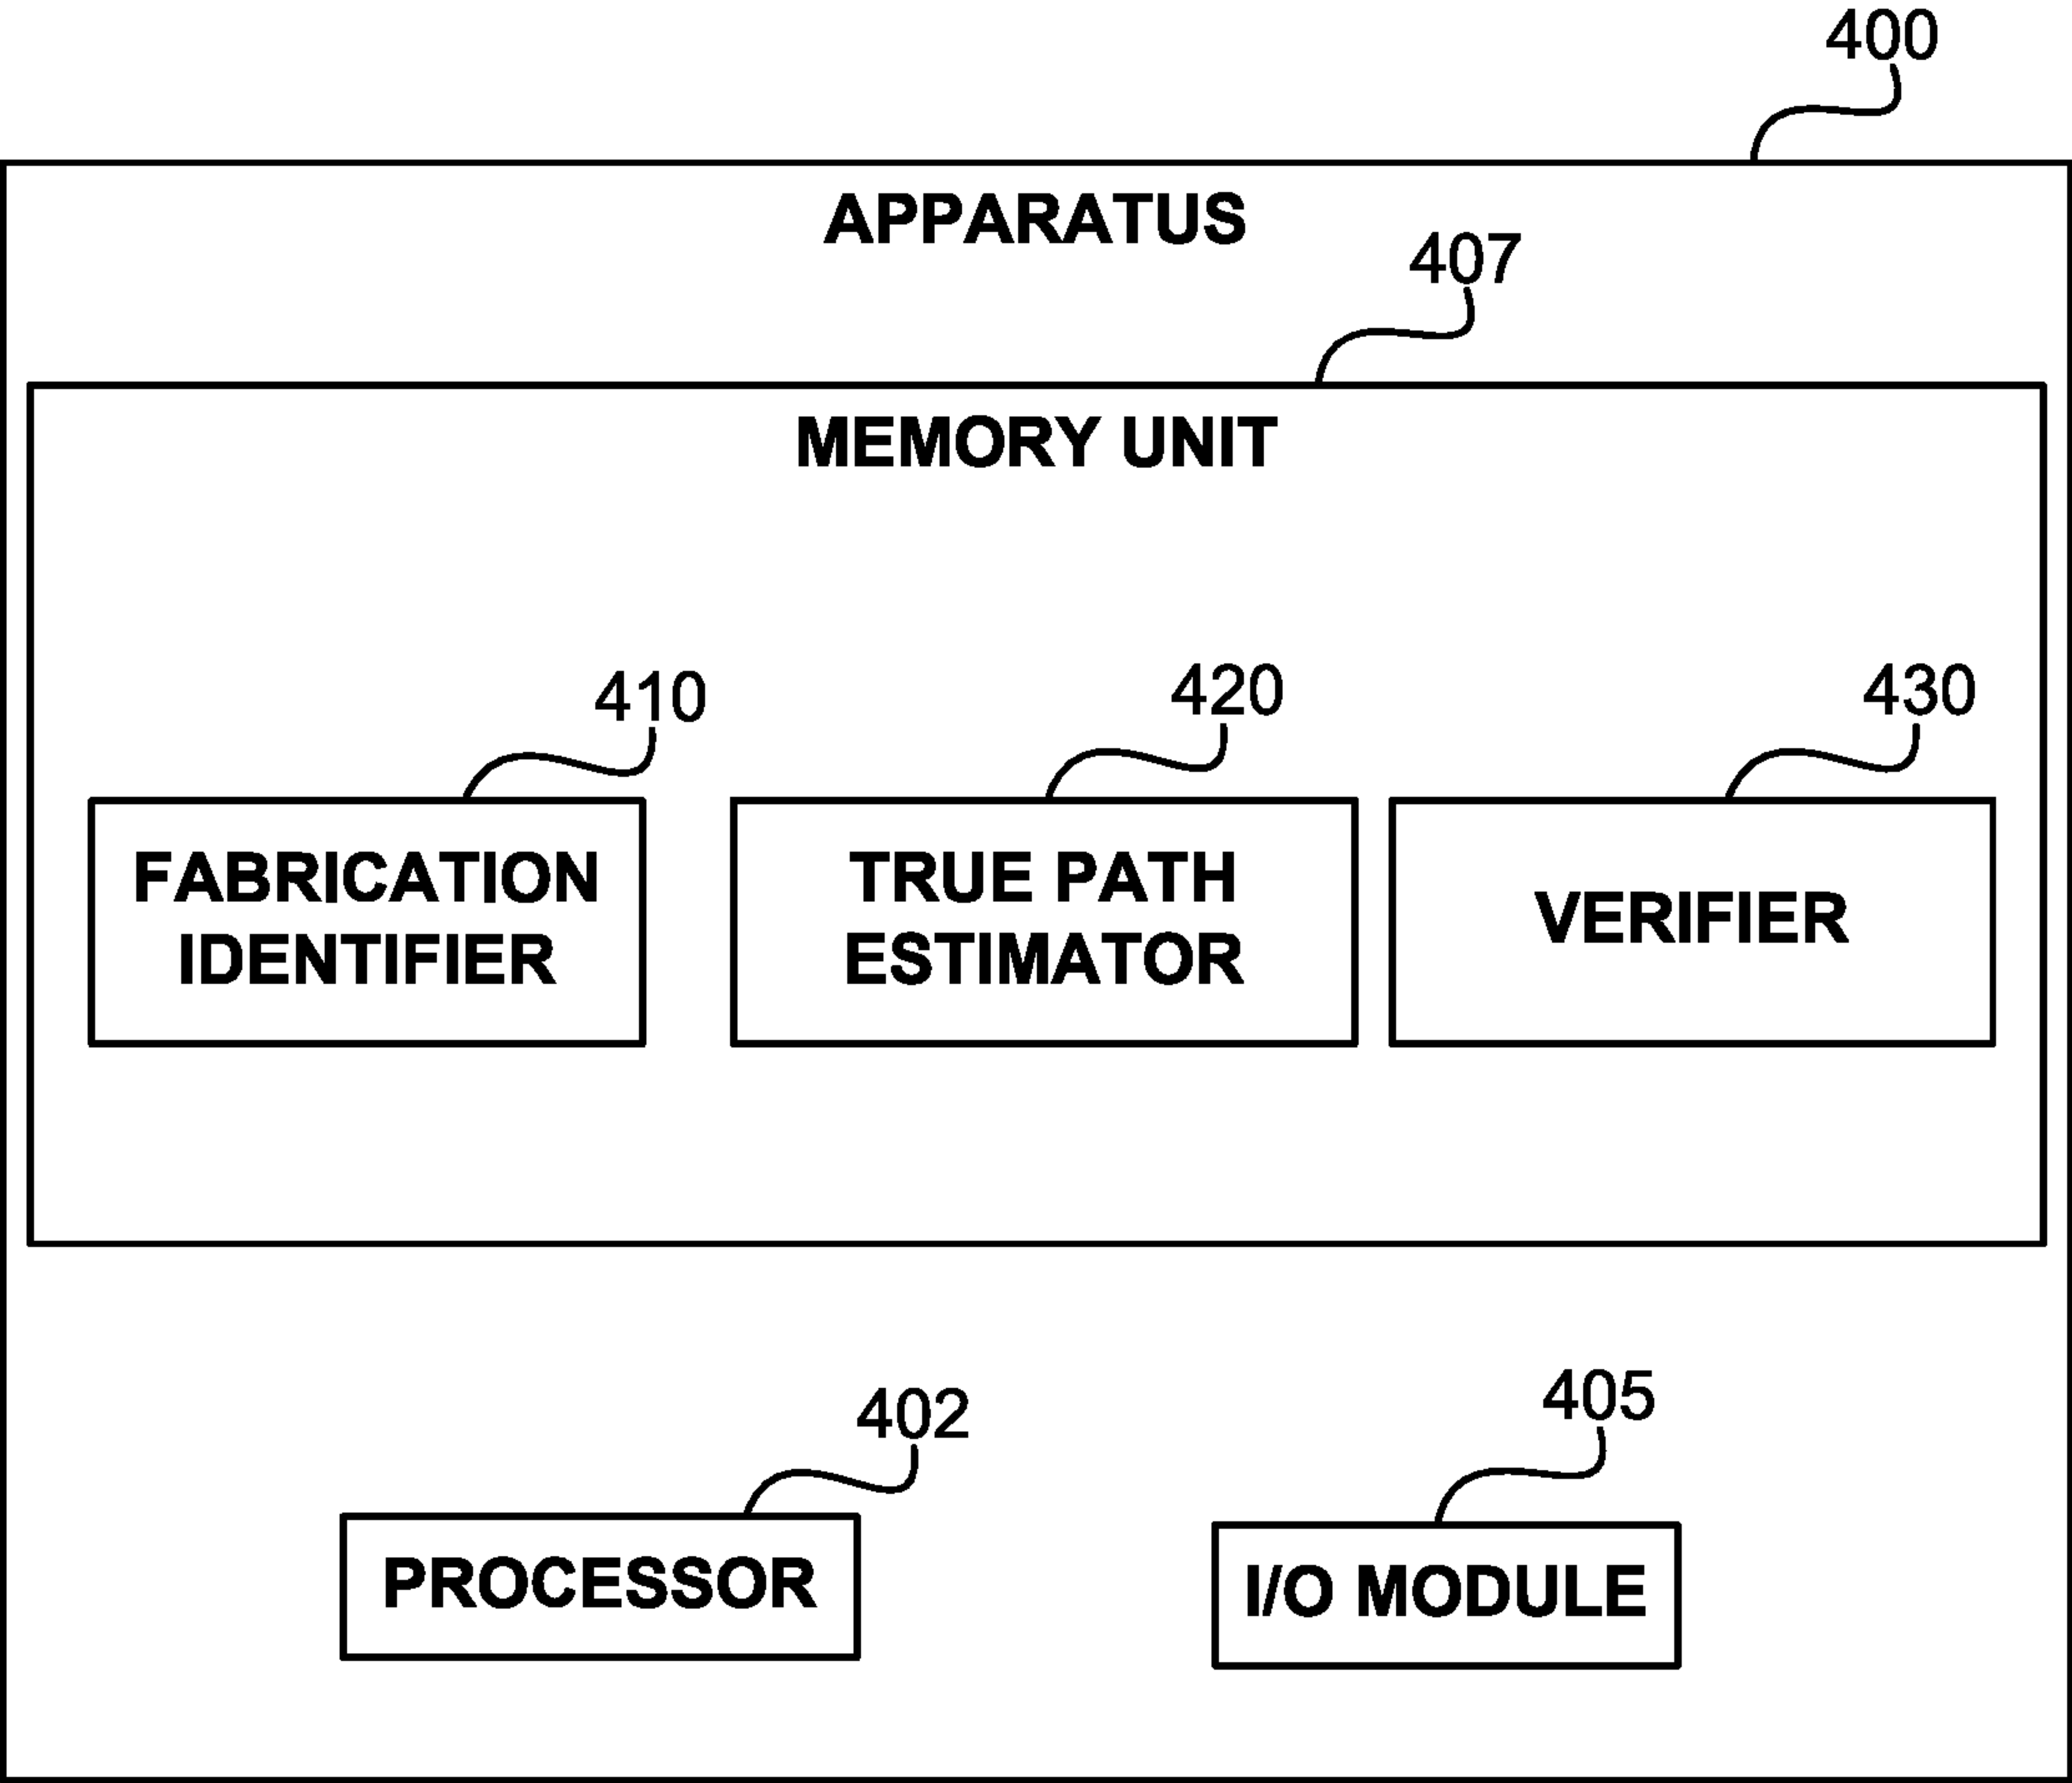 400
APPARATUS
407
MEMORY UNIT
410
420
430
FABRICATION
IDENTIFIER
TRUE PATH
ESTIMATOR
VERIFIER
402
405
PROCESSOR
I/O MODULE